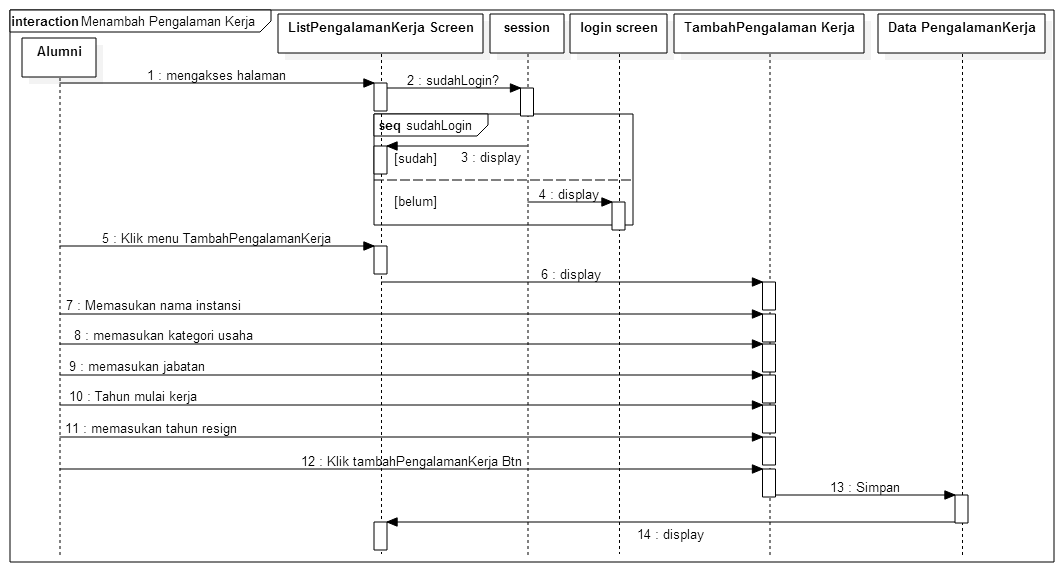 interaction Menambah Pengalaman Kerja
Alumni
ListPengalamanKerja Screen
session
login screen
TambahPengalaman Kerja
Data PengalamanKerja
1 : mengakses halaman
2 : sudahLogin?
seq sudahLogin
[sudah]
3 : display
[belum]
4 : display
5 : Klik menu TambahPengalamanKerja
6 : display
7 : Memasukan nama instansi
8 : memasukan kategori usaha
9 : memasukan jabatan
10 : Tahun mulai kerja
11 : memasukan tahun resign
12 : Klik tambahPengalamanKerja Btn
13 : Simpan
14 : display